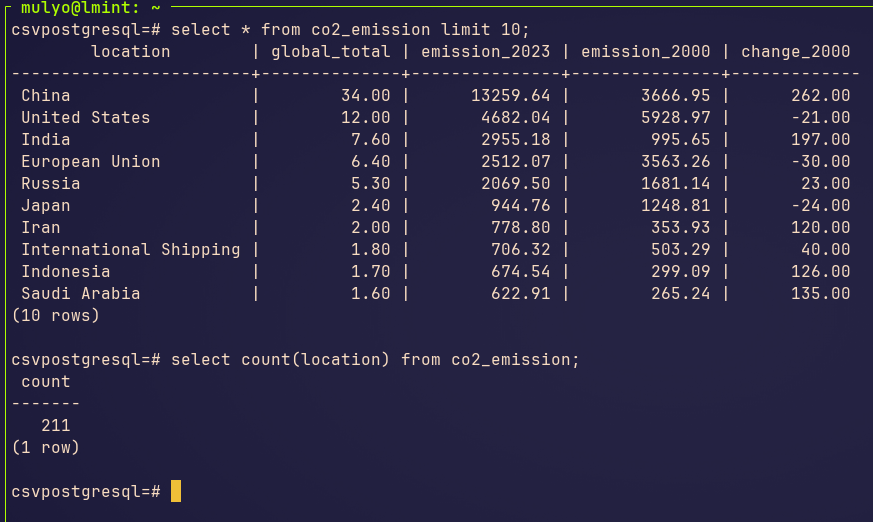 mulyo@lmint: ~
csvpostgresql=# select * from co2_emission limit 10;
        location         | global_total | emission_2023 | emission_2000 | change_2000
-------------------------+--------------+---------------+---------------+-------------
 China                   |        34.00 |      13259.64 |       3666.95 |      262.00
 United States           |        12.00 |       4682.04 |       5928.97 |      -21.00
 India                   |         7.60 |       2955.18 |        995.65 |      197.00
 European Union          |         6.40 |       2512.07 |       3563.26 |      -30.00
 Russia                  |         5.30 |       2069.50 |       1681.14 |       23.00
 Japan                   |         2.40 |        944.76 |       1248.81 |      -24.00
 Iran                    |         2.00 |        778.80 |        353.93 |      120.00
 International Shipping  |         1.80 |        706.32 |        503.29 |       40.00
 Indonesia               |         1.70 |        674.54 |        299.09 |      126.00
 Saudi Arabia            |         1.60 |        622.91 |        265.24 |      135.00
(10 rows)
csvpostgresql=# select count(location) from co2_emission;
 count
-------
   211
(1 row)
csvpostgresql=#